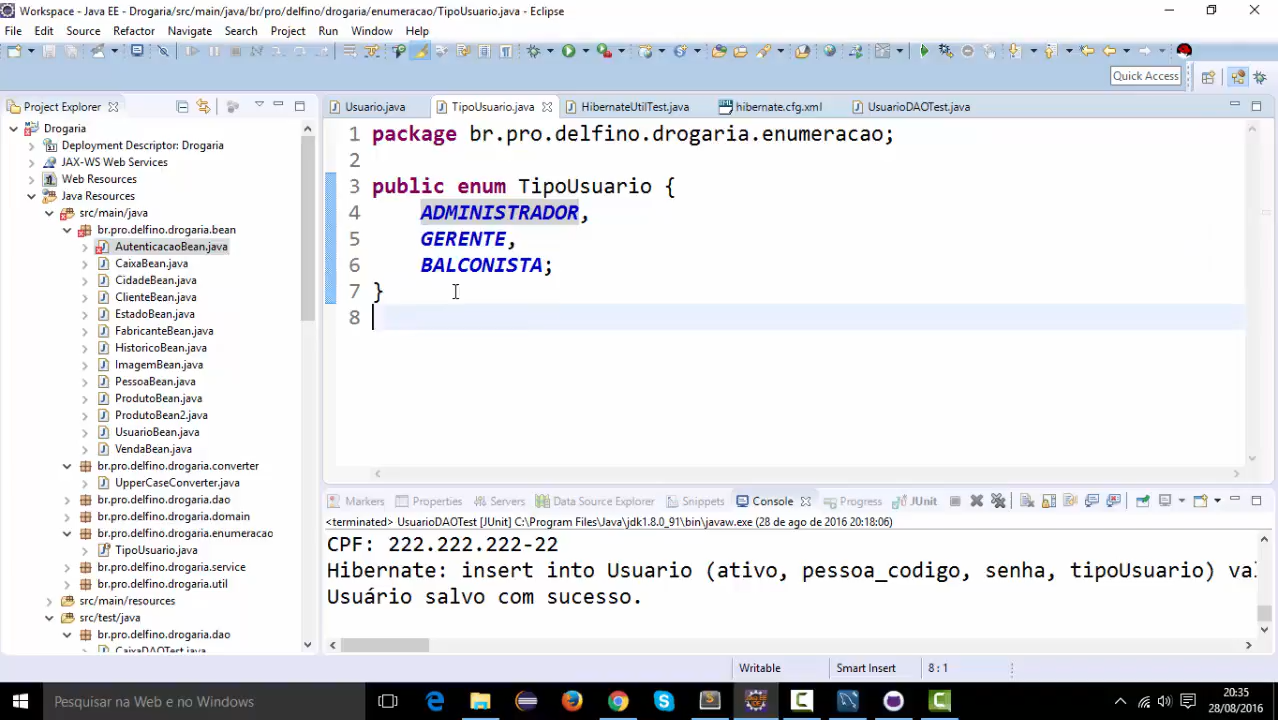 Workspace - Java EE - Drogaria/src/main/java/br/pro/delfino/drogaria/enumeracao/TipoUsuario.java - Eclipse
File Edit Source Refactor Navigate Search Project Run Window Help
Quick Access
Project Explorer
Drogaria
Deployment Descriptor: Drogaria
JAX-WS Web Services
Web Resources
Java Resources
src/main/java
br.pro.delfino.drogaria.bean
AutenticacaoBean.java
CaixaBean.java
CidadeBean.java
ClienteBean.java
EstadoBean.java
FabricanteBean.java
HistoricoBean.java
ImagemBean.java
PessoaBean.java
ProdutoBean.java
ProdutoBean2.java
UsuarioBean.java
VendaBean.java
br.pro.delfino.drogaria.converter
UpperCaseConverter.java
br.pro.delfino.drogaria.dao
br.pro.delfino.drogaria.domain
br.pro.delfino.drogaria.enumeracao
TipoUsuario.java
br.pro.delfino.drogaria.service
br.pro.delfino.drogaria.util
src/main/resources
src/test/java
br.pro.delfino.drogaria.dao
CaixaDAOTest.java
Usuario.java TipoUsuario.java HibernateUtilTest.java hibernate.cfg.xml UsuarioDAOTest.java
1 package br.pro.delfino.drogaria.enumeracao;
2
3 public enum TipoUsuario {
4 ADMINISTRADOR,
5 GERENTE,
6 BALCONISTA;
7 }
8
Markers Properties Servers Data Source Explorer Snippets Console Progress JUnit
<terminated> UsuarioDAOTest [JUnit] C:\Program Files\Java\jdk1.8.0_91\bin\javaw.exe (28 de ago de 2016 20:18:06)
CPF: 222.222.222-22
Hibernate: insert into Usuario (ativo, pessoa_codigo, senha, tipoUsuario) val
Usuário salvo com sucesso.
Writable Smart Insert 8 : 1
Pesquisar na Web e no Windows
20:35
28/08/2016